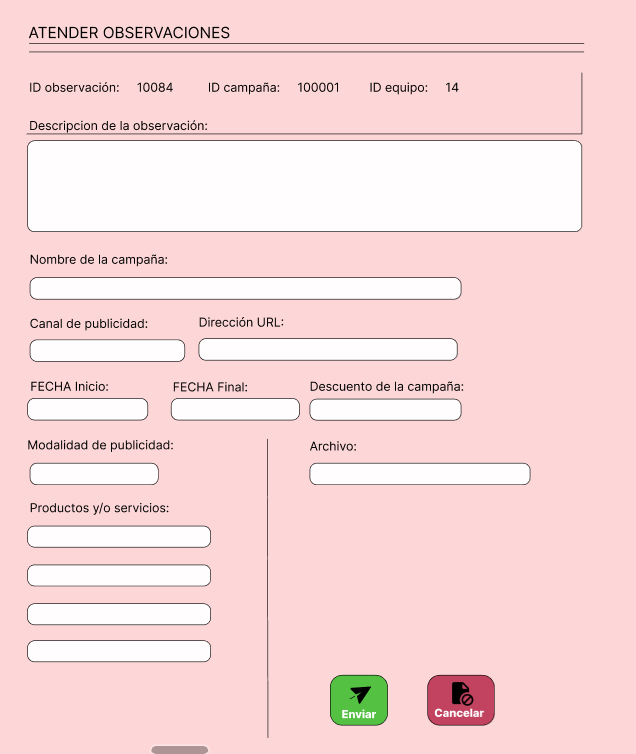 ATENDER OBSERVACIONES
ID observación: 10084 ID campaña: 100001 ID equipo: 14
Descripcion de la observación:
Nombre de la campaña:
Canal de publicidad: Dirección URL:
FECHA Inicio: FECHA Final: Descuento de la campaña:
Modalidad de publicidad: Archivo:
Productos y/o servicios:
Enviar Cancelar